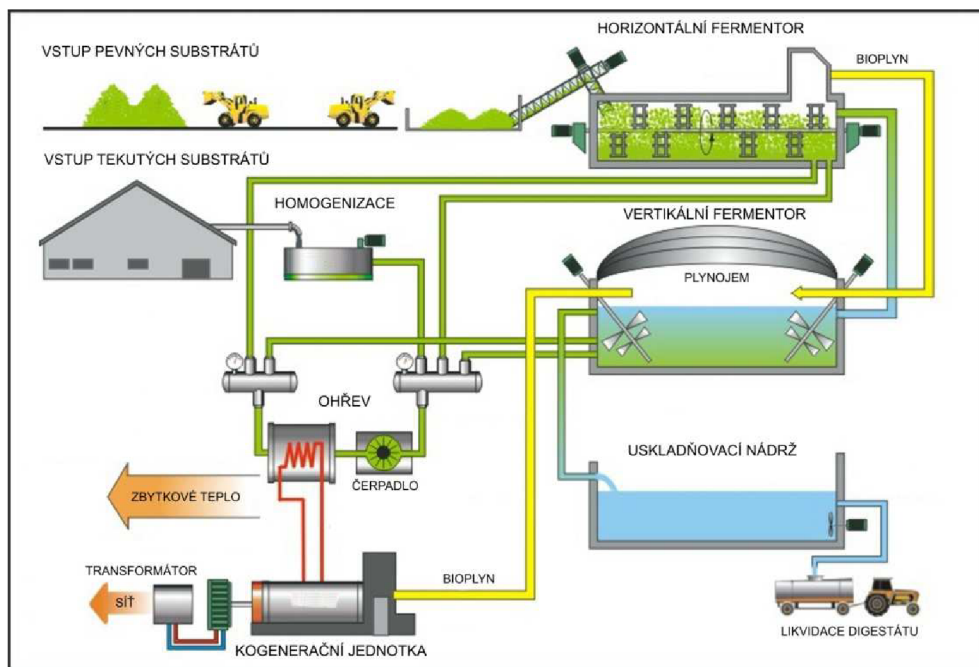 VSTUP PEVNÝCH SUBSTRÁTŮ
HORIZONTÁLNÍ FERMENTOR
BIOPLYN
VSTUP TEKUTÝCH SUBSTRÁTŮ
HOMOGENIZACE
VERTIKÁLNÍ FERMENTOR
PLYNOJEM
OHŘEV
ČERPADLO
USKLADŇOVACÍ NÁDRŽ
ZBYTKOVÉ TEPLO
TRANSFORMÁTOR
BIOPLYN
SÍŤ
KOGENERAČNÍ JEDNOTKA
LIKVIDACE DIGESTÁTU